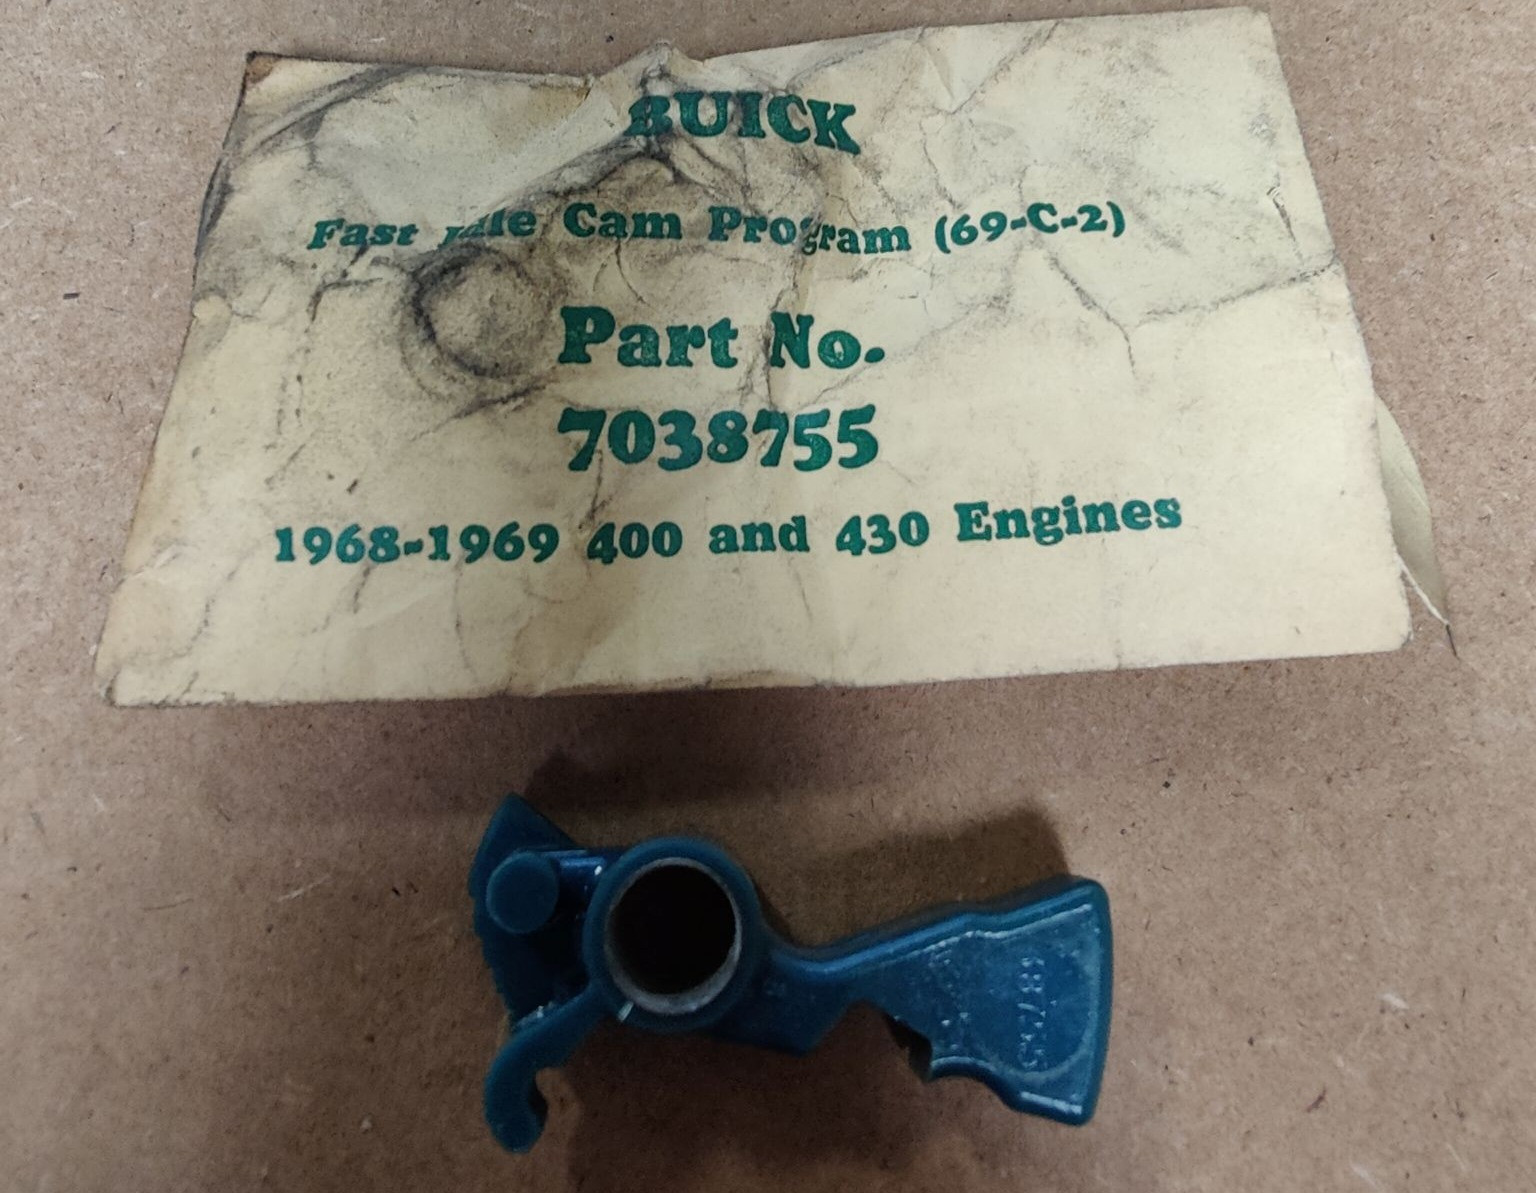 BUICK
Fast Idle Cam Program (69-C-2)
Part No.
7038755
1968-1969 400 and 430 Engines